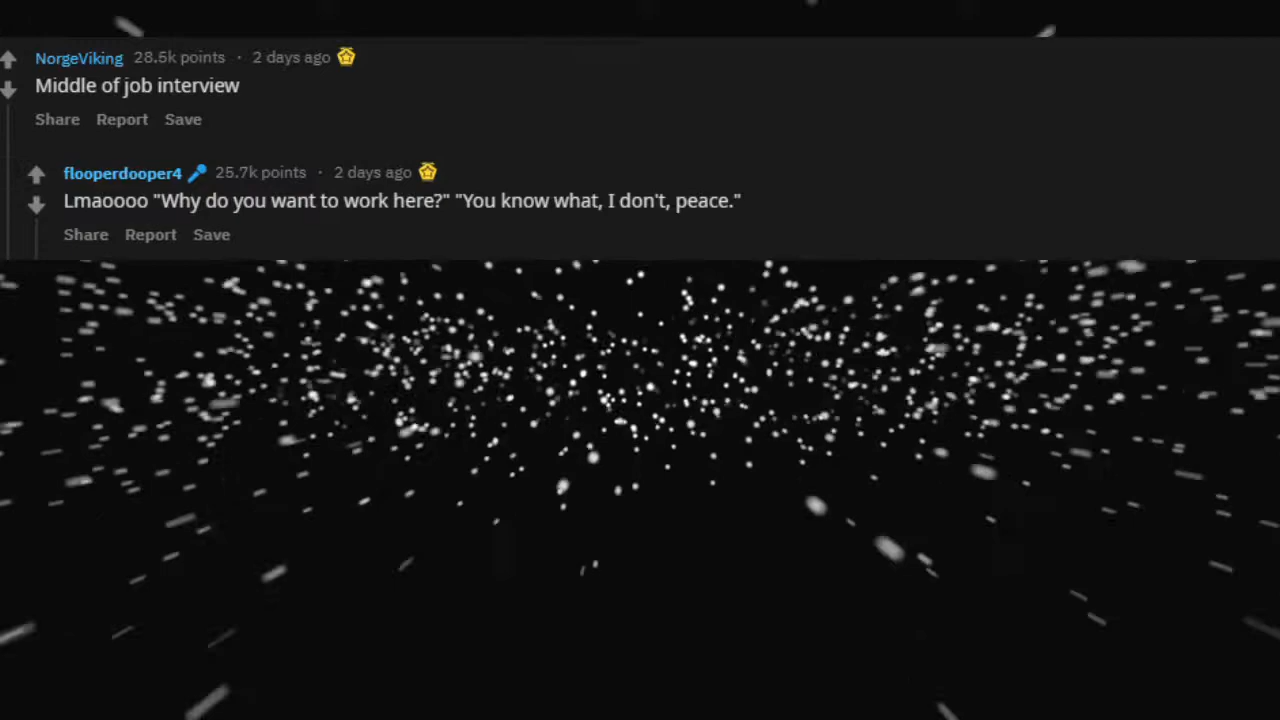 NorgeViking 28.5k points · 2 days ago
Middle of job interview
Share Report Save
flooperdooper4 25.7k points · 2 days ago
Lmaoooo "Why do you want to work here?" "You know what, I don't, peace."
Share Report Save